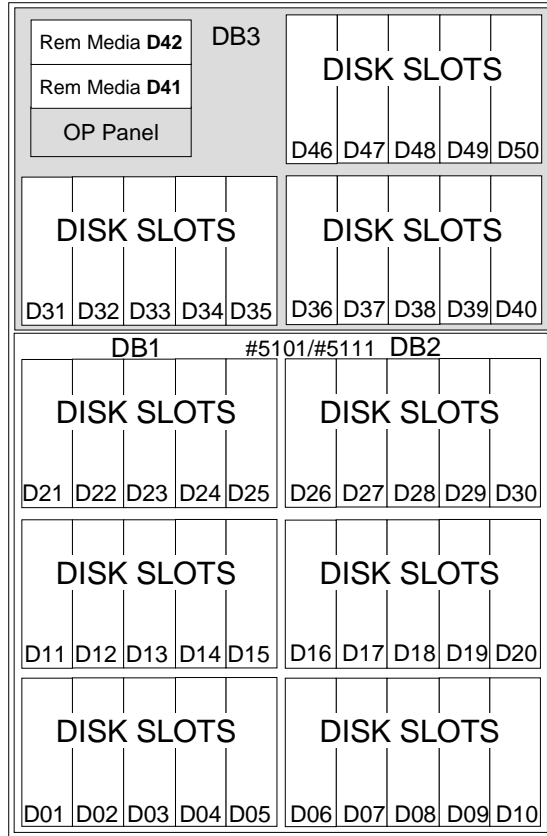 Rem Media D42
DB3
Rem Media D41
OP Panel
DISK SLOTS
D46 D47 D48 D49 D50
DISK SLOTS
D31 D32 D33 D34 D35
DISK SLOTS
D36 D37 D38 D39 D40
DB1 #5101/#5111 DB2
DISK SLOTS
D21 D22 D23 D24 D25
DISK SLOTS
D26 D27 D28 D29 D30
DISK SLOTS
D11 D12 D13 D14 D15
DISK SLOTS
D16 D17 D18 D19 D20
DISK SLOTS
D01 D02 D03 D04 D05
DISK SLOTS
D06 D07 D08 D09 D10